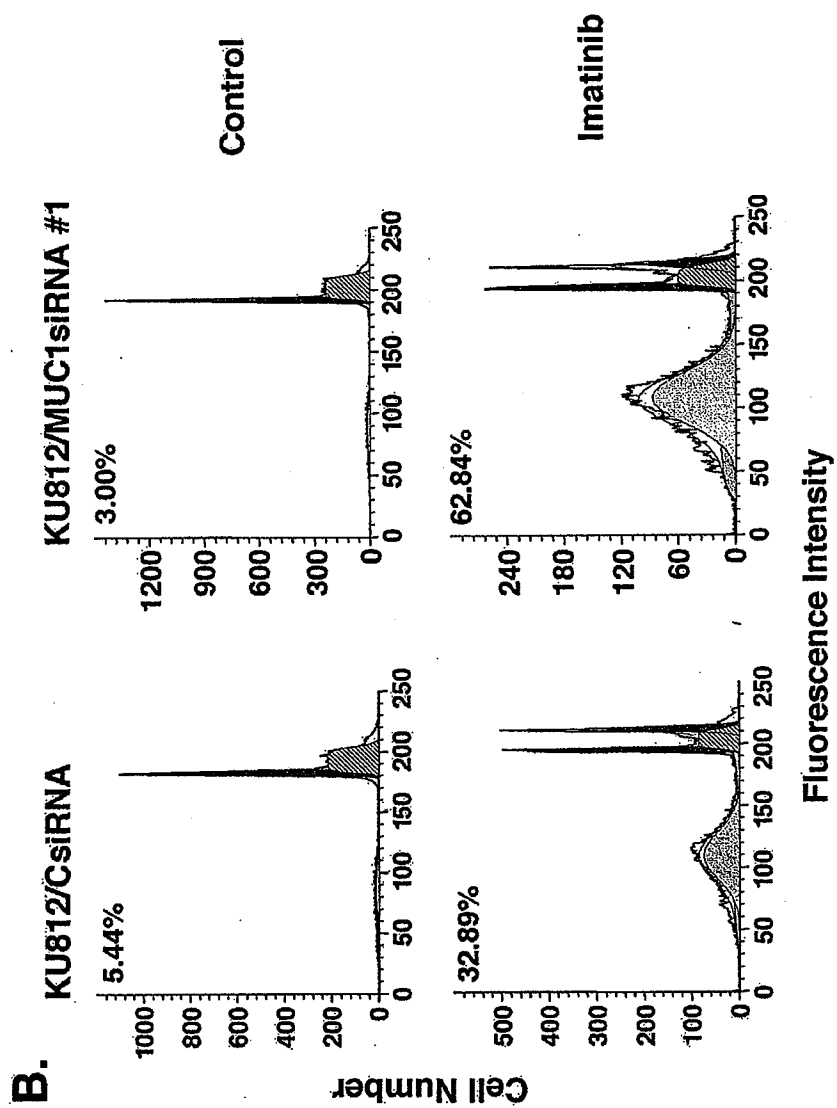 B.
KU812/CsiRNA
KU812/MUC1siRNA #1
5.44%
1000
800
600
400
200
0
0 50 100 150 200 250
3.00%
1200
900
600
300
0
0 50 100 150 200 250
Control
32.89%
500
400
300
200
100
0
0 50 100 150 200 250
62.84%
240
180
120
60
0
0 50 100 150 200 250
Imatinib
Cell Number
Fluorescence Intensity